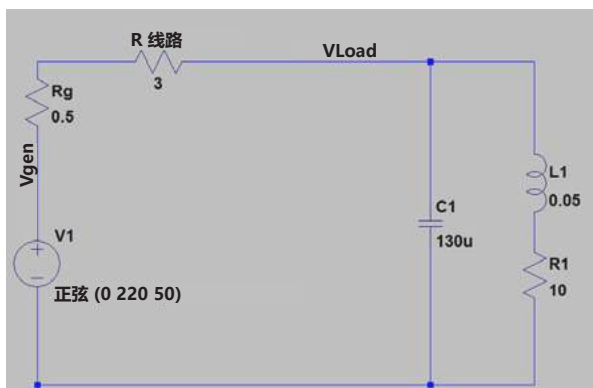 R 线路
VLoad
3
Rg
0.5
Vgen
V1
正弦 (0 220 50)
C1
130u
L1
0.05
R1
10